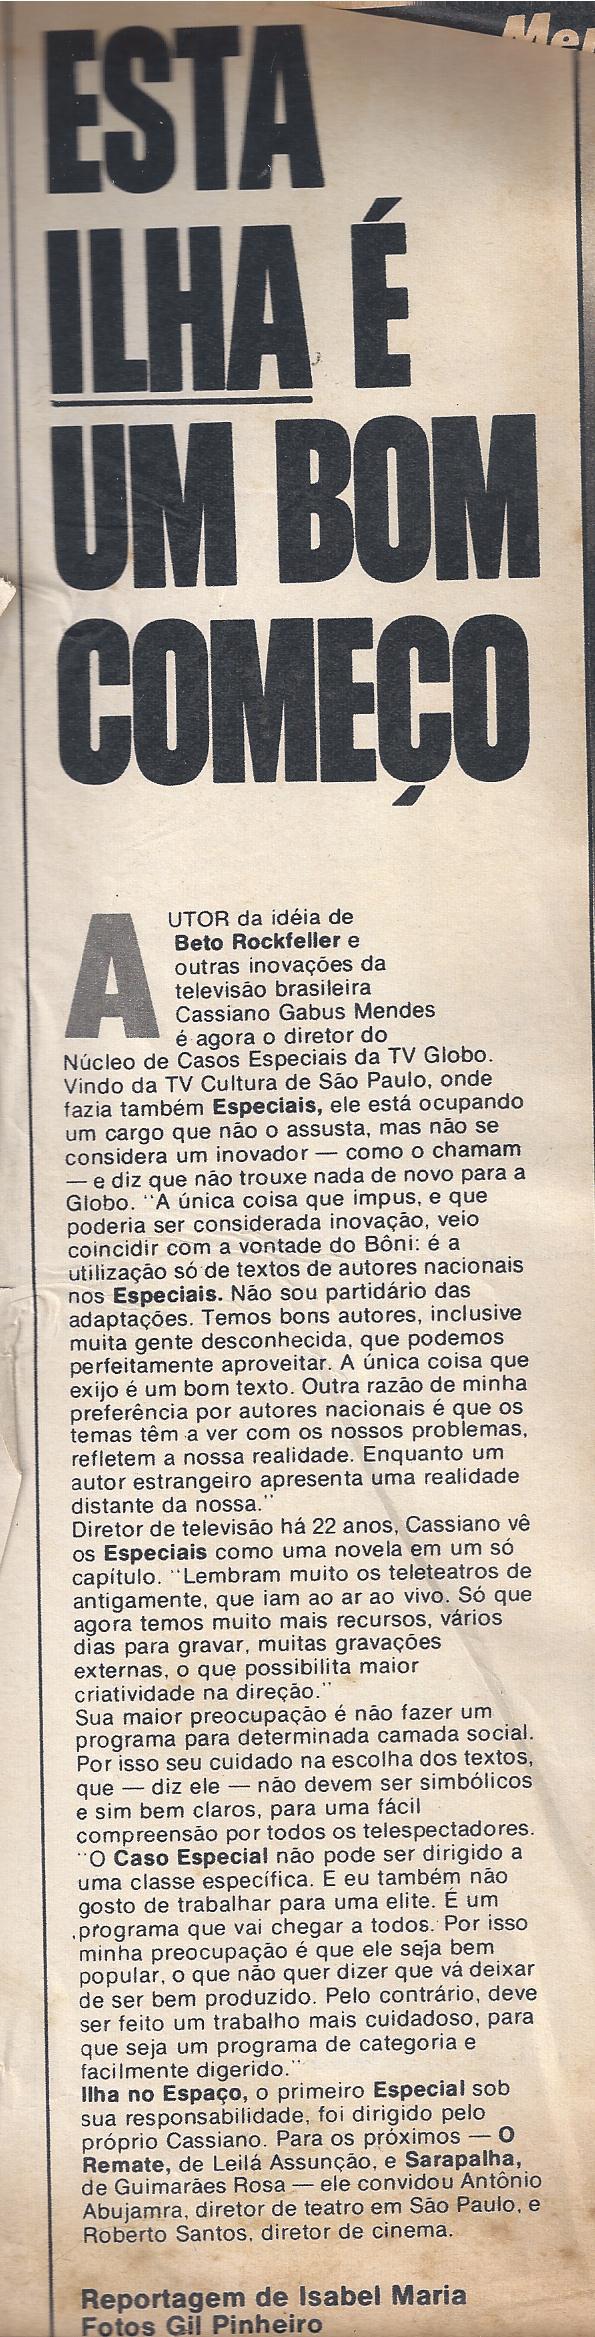 Mer
ESTA
ILHA É
UM BOM
COMEÇO
AUTOR da idéia de
Beto Rockfeller e
outras inovações da
televisão brasileira
Cassiano Gabus Mendes
é agora o diretor do
Núcleo de Casos Especiais da TV Globo.
Vindo da TV Cultura de São Paulo, onde
fazia também Especiais, ele está ocupando
um cargo que não o assusta, mas não se
considera um inovador — como o chamam
— e diz que não trouxe nada de novo para a
Globo. "A única coisa que impus, e que
poderia ser considerada inovação, veio
coincidir com a vontade do Bôni: é a
utilização só de textos de autores nacionais
nos Especiais. Não sou partidário das
adaptações. Temos bons autores, inclusive
muita gente desconhecida, que podemos
perfeitamente aproveitar. A única coisa que
exijo é um bom texto. Outra razão de minha
preferência por autores nacionais é que os
temas têm a ver com os nossos problemas,
refletem a nossa realidade. Enquanto um
autor estrangeiro apresenta uma realidade
distante da nossa."
Diretor de televisão há 22 anos, Cassiano vê
os Especiais como uma novela em um só
capítulo. "Lembram muito os teleteatros de
antigamente, que iam ao ar ao vivo. Só que
agora temos muito mais recursos, vários
dias para gravar, muitas gravações
externas, o que possibilita maior
criatividade na direção."
Sua maior preocupação é não fazer um
programa para determinada camada social.
Por isso seu cuidado na escolha dos textos,
que — diz ele — não devem ser simbólicos
e sim bem claros, para uma fácil
compreensão por todos os telespectadores.
"O Caso Especial não pode ser dirigido a
uma classe específica. E eu também não
gosto de trabalhar para uma elite. É um
programa que vai chegar a todos. Por isso
minha preocupação é que ele seja bem
popular, o que não quer dizer que vá deixar
de ser bem produzido. Pelo contrário, deve
ser feito um trabalho mais cuidadoso, para
que seja um programa de categoria e
facilmente digerido."
Ilha no Espaço, o primeiro Especial sob
sua responsabilidade, foi dirigido pelo
próprio Cassiano. Para os próximos — O
Remate, de Leilá Assunção, e Sarapalha,
de Guimarães Rosa — ele convidou Antônio
Abujamra, diretor de teatro em São Paulo, e
Roberto Santos, diretor de cinema.
Reportagem de Isabel Maria
Fotos Gil Pinheiro